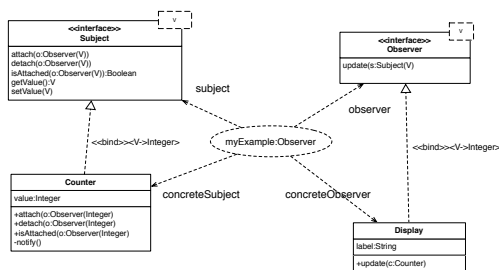 V
<<interface>>
Subject
attach(o:Observer(V))
detach(o:Observer(V))
isAttached(o:Observer(V)):Boolean
getValue():V
setValue(V)
V
<<interface>>
Observer
update(s:Subject(V)
subject
observer
myExample:Observer
<<bind>><V->Integer>
<<bind>><V->Integer>
concreteSubject
concreteObserver
Counter
value:Integer
+attach(o:Observer(Integer)
+detach(o:Observer(Integer)
+isAttached(o:Observer(Integer)
-notify()
Display
label:String
+update(c:Counter)